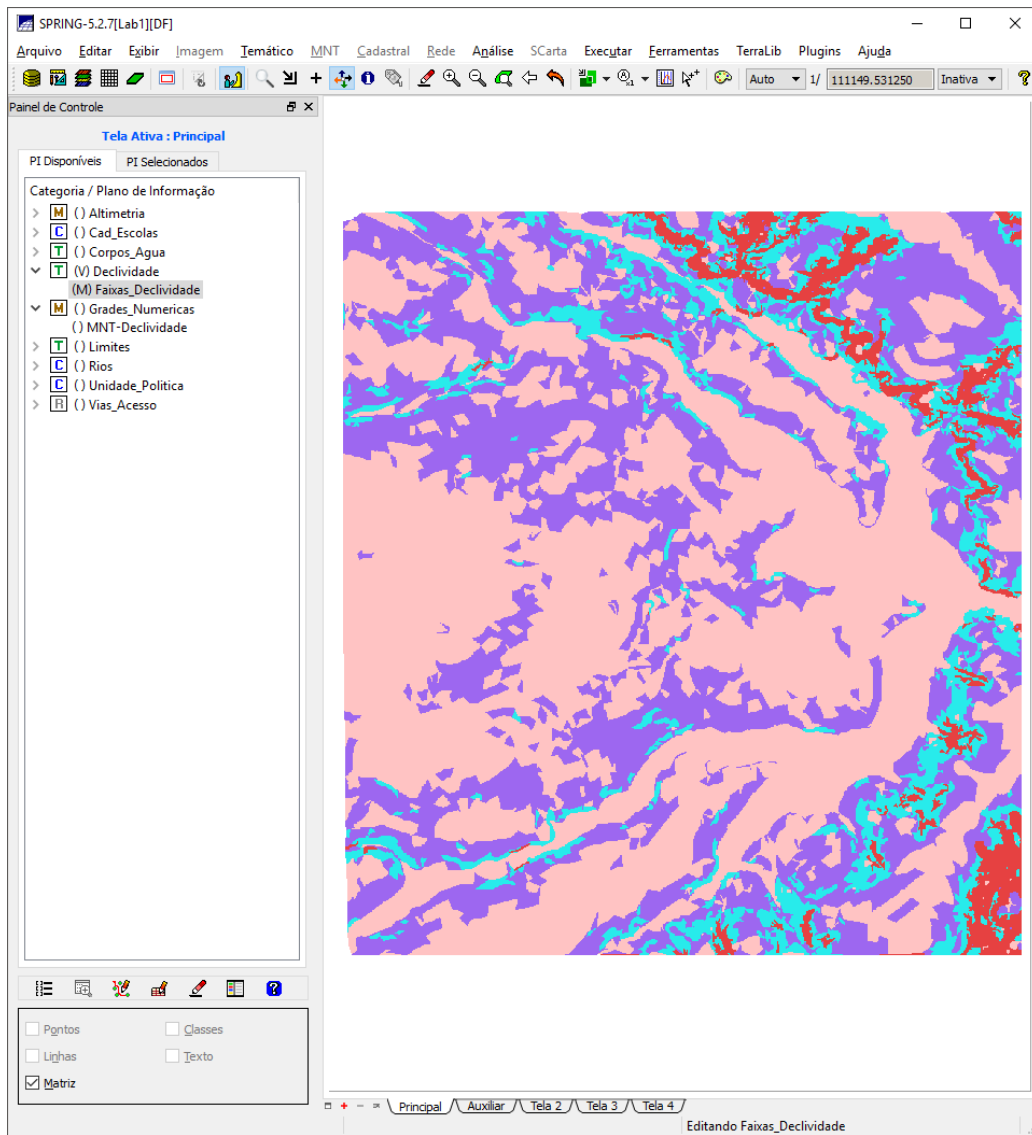 SPRING-5.2.7[Lab1][DF]
Arquivo Editar Exibir Imagem Temático MNT Cadastral Rede Análise SCarta Executar Ferramentas TerraLib Plugins Ajuda
Auto 1/ 111149.531250 Inativa
Painel de Controle
Tela Ativa : Principal
PI Disponíveis PI Selecionados
Categoria / Plano de Informação
M () Altimetria
C () Cad_Escolas
T () Corpos_Agua
T (V) Declividade
(M) Faixas_Declividade
M () Grades_Numericas
() MNT-Declividade
T () Limites
C () Rios
C () Unidade_Politica
R () Vias_Acesso
Pontos Classes
Linhas Texto
Matriz
Principal Auxiliar Tela 2 Tela 3 Tela 4
Editando Faixas_Declividade